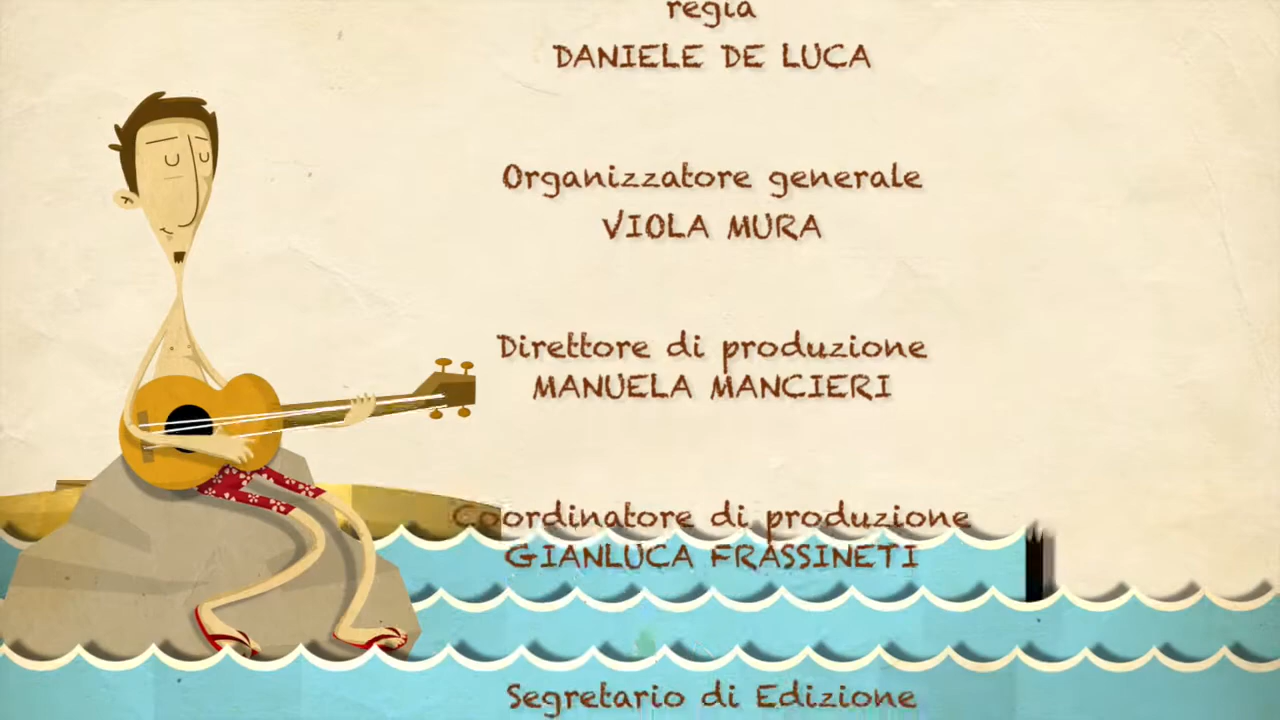 regia
DANIELE DE LUCA
Organizzatore generale
VIOLA MURA
Direttore di produzione
MANUELA MANCIERI
Coordinatore di produzione
GIANLUCA FRASSINETI
Segretario di Edizione